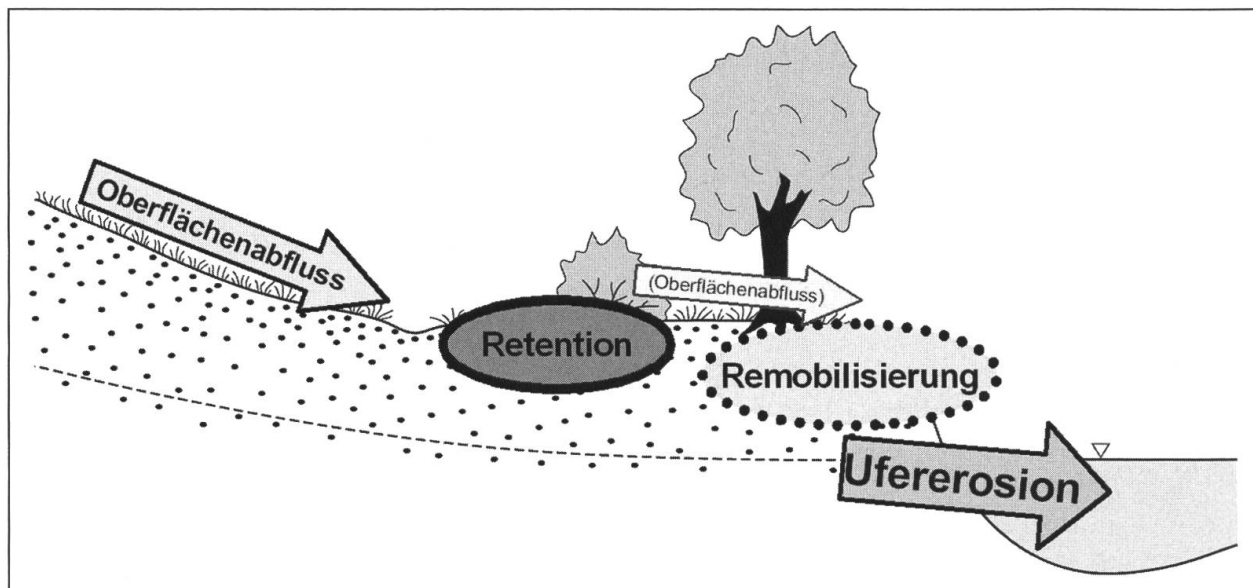 Oberflächenabfluss
(Oberflächenabfluss)
Retention
Remobilisierung
Ufererosion